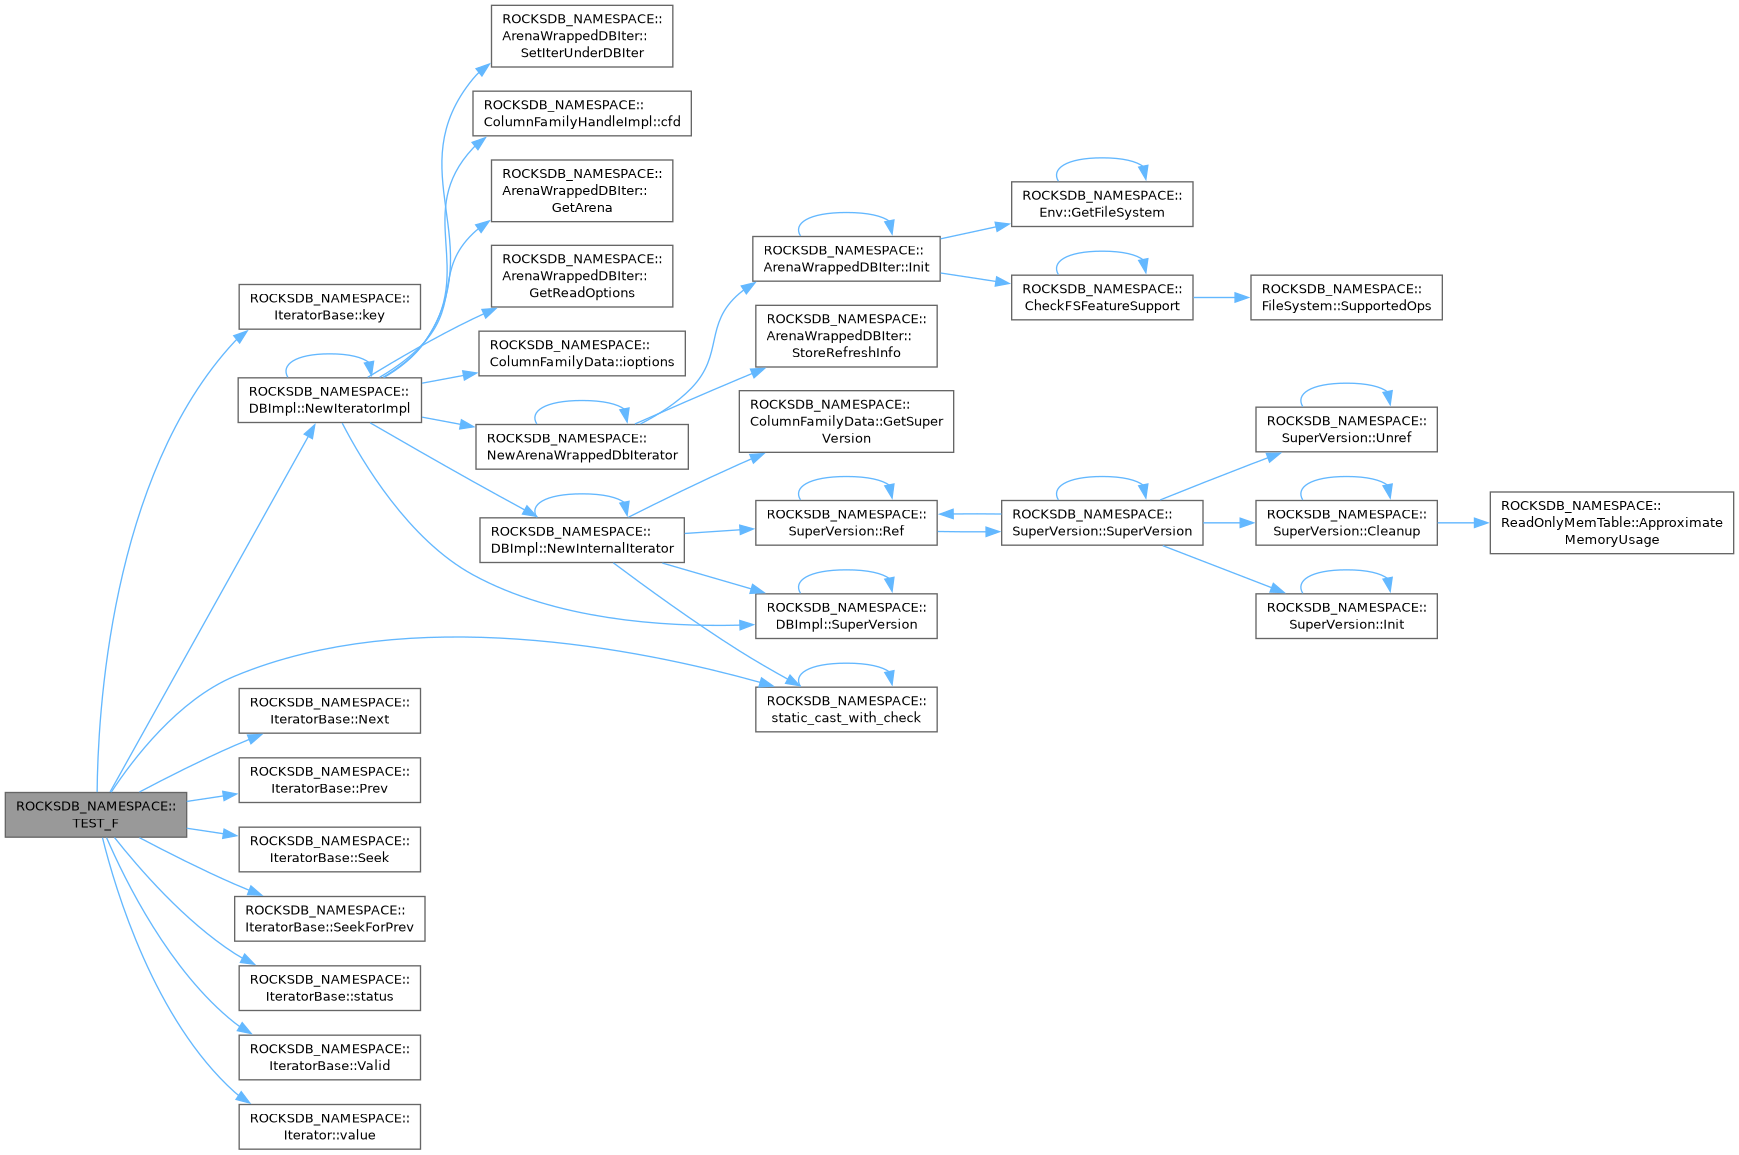 ROCKSDB_NAMESPACE::
TEST_F
ROCKSDB_NAMESPACE::
IteratorBase::key
ROCKSDB_NAMESPACE::
DBImpl::NewIteratorImpl
ROCKSDB_NAMESPACE::
ArenaWrappedDBIter::
SetIterUnderDBIter
ROCKSDB_NAMESPACE::
ColumnFamilyHandleImpl::cfd
ROCKSDB_NAMESPACE::
ArenaWrappedDBIter::
GetArena
ROCKSDB_NAMESPACE::
ArenaWrappedDBIter::
GetReadOptions
ROCKSDB_NAMESPACE::
ColumnFamilyData::ioptions
ROCKSDB_NAMESPACE::
NewArenaWrappedDbIterator
ROCKSDB_NAMESPACE::
ArenaWrappedDBIter::Init
ROCKSDB_NAMESPACE::
Env::GetFileSystem
ROCKSDB_NAMESPACE::
CheckFSFeatureSupport
ROCKSDB_NAMESPACE::
FileSystem::SupportedOps
ROCKSDB_NAMESPACE::
ArenaWrappedDBIter::
StoreRefreshInfo
ROCKSDB_NAMESPACE::
DBImpl::NewInternalIterator
ROCKSDB_NAMESPACE::
ColumnFamilyData::GetSuper
Version
ROCKSDB_NAMESPACE::
SuperVersion::Ref
ROCKSDB_NAMESPACE::
SuperVersion::SuperVersion
ROCKSDB_NAMESPACE::
SuperVersion::Unref
ROCKSDB_NAMESPACE::
SuperVersion::Cleanup
ROCKSDB_NAMESPACE::
ReadOnlyMemTable::Approximate
MemoryUsage
ROCKSDB_NAMESPACE::
SuperVersion::Init
ROCKSDB_NAMESPACE::
DBImpl::SuperVersion
ROCKSDB_NAMESPACE::
static_cast_with_check
ROCKSDB_NAMESPACE::
IteratorBase::Next
ROCKSDB_NAMESPACE::
IteratorBase::Prev
ROCKSDB_NAMESPACE::
IteratorBase::Seek
ROCKSDB_NAMESPACE::
IteratorBase::SeekForPrev
ROCKSDB_NAMESPACE::
IteratorBase::status
ROCKSDB_NAMESPACE::
IteratorBase::Valid
ROCKSDB_NAMESPACE::
Iterator::value